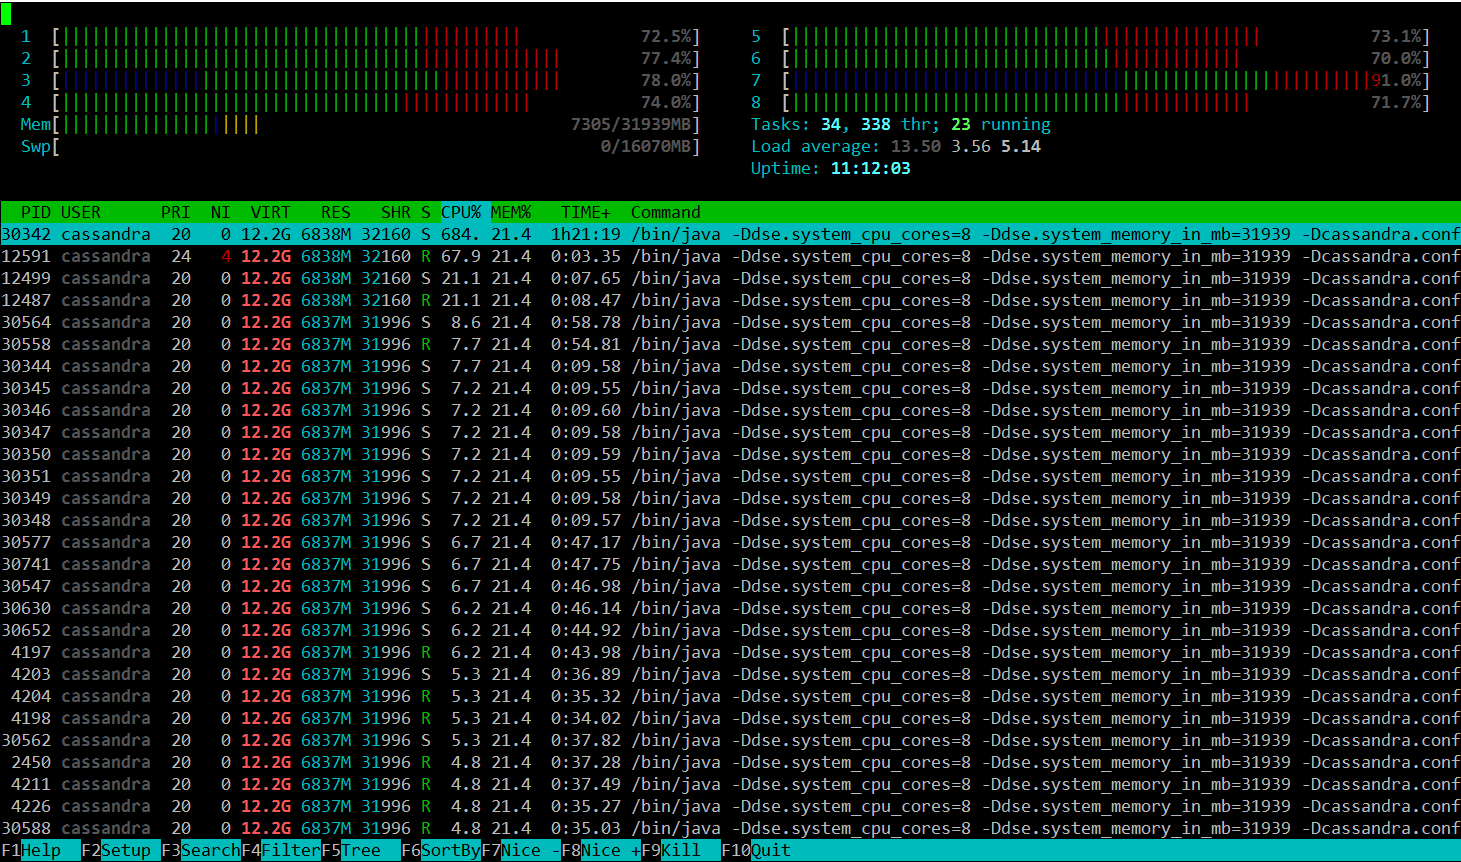 1 [|||||||||||||||||||||||||||||||||||||||||||||| 72.5%] 5 [||||||||||||||||||||||||||||||||||||||||||||||| 73.1%]
2 [|||||||||||||||||||||||||||||||||||||||||||||||||| 77.4%] 6 [||||||||||||||||||||||||||||||||||||||||||||| 70.0%]
3 [|||||||||||||||||||||||||||||||||||||||||||||||||| 78.0%] 7 [||||||||||||||||||||||||||||||||||||||||||||||||||||||||||91.0%]
4 [||||||||||||||||||||||||||||||||||||||||||||||| 74.0%] 8 [|||||||||||||||||||||||||||||||||||||||||||||| 71.7%]
Mem[|||||||||||||||||||| 7305/31939MB] Tasks: 34, 338 thr; 23 running
Swp[ 0/16070MB] Load average: 13.50 3.56 5.14
Uptime: 11:12:03
PID USER PRI NI VIRT RES SHR S CPU% MEM% TIME+ Command
30342 cassandra 20 0 12.2G 6838M 32160 S 684. 21.4 1h21:19 /bin/java -Ddse.system_cpu_cores=8 -Ddse.system_memory_in_mb=31939 -Dcassandra.conf
12591 cassandra 24 4 12.2G 6838M 32160 R 67.9 21.4 0:03.35 /bin/java -Ddse.system_cpu_cores=8 -Ddse.system_memory_in_mb=31939 -Dcassandra.conf
12499 cassandra 20 0 12.2G 6838M 32160 S 21.1 21.4 0:07.65 /bin/java -Ddse.system_cpu_cores=8 -Ddse.system_memory_in_mb=31939 -Dcassandra.conf
12487 cassandra 20 0 12.2G 6838M 32160 R 21.1 21.4 0:08.47 /bin/java -Ddse.system_cpu_cores=8 -Ddse.system_memory_in_mb=31939 -Dcassandra.conf
30564 cassandra 20 0 12.2G 6837M 31996 S 8.6 21.4 0:58.78 /bin/java -Ddse.system_cpu_cores=8 -Ddse.system_memory_in_mb=31939 -Dcassandra.conf
30558 cassandra 20 0 12.2G 6837M 31996 R 7.7 21.4 0:54.81 /bin/java -Ddse.system_cpu_cores=8 -Ddse.system_memory_in_mb=31939 -Dcassandra.conf
30344 cassandra 20 0 12.2G 6837M 31996 S 7.7 21.4 0:09.58 /bin/java -Ddse.system_cpu_cores=8 -Ddse.system_memory_in_mb=31939 -Dcassandra.conf
30345 cassandra 20 0 12.2G 6837M 31996 S 7.2 21.4 0:09.55 /bin/java -Ddse.system_cpu_cores=8 -Ddse.system_memory_in_mb=31939 -Dcassandra.conf
30346 cassandra 20 0 12.2G 6837M 31996 S 7.2 21.4 0:09.60 /bin/java -Ddse.system_cpu_cores=8 -Ddse.system_memory_in_mb=31939 -Dcassandra.conf
30347 cassandra 20 0 12.2G 6837M 31996 S 7.2 21.4 0:09.58 /bin/java -Ddse.system_cpu_cores=8 -Ddse.system_memory_in_mb=31939 -Dcassandra.conf
30350 cassandra 20 0 12.2G 6837M 31996 S 7.2 21.4 0:09.59 /bin/java -Ddse.system_cpu_cores=8 -Ddse.system_memory_in_mb=31939 -Dcassandra.conf
30351 cassandra 20 0 12.2G 6837M 31996 S 7.2 21.4 0:09.55 /bin/java -Ddse.system_cpu_cores=8 -Ddse.system_memory_in_mb=31939 -Dcassandra.conf
30349 cassandra 20 0 12.2G 6837M 31996 S 7.2 21.4 0:09.58 /bin/java -Ddse.system_cpu_cores=8 -Ddse.system_memory_in_mb=31939 -Dcassandra.conf
30348 cassandra 20 0 12.2G 6837M 31996 S 7.2 21.4 0:09.57 /bin/java -Ddse.system_cpu_cores=8 -Ddse.system_memory_in_mb=31939 -Dcassandra.conf
30577 cassandra 20 0 12.2G 6837M 31996 S 6.7 21.4 0:47.17 /bin/java -Ddse.system_cpu_cores=8 -Ddse.system_memory_in_mb=31939 -Dcassandra.conf
30741 cassandra 20 0 12.2G 6837M 31996 S 6.7 21.4 0:47.75 /bin/java -Ddse.system_cpu_cores=8 -Ddse.system_memory_in_mb=31939 -Dcassandra.conf
30547 cassandra 20 0 12.2G 6837M 31996 S 6.7 21.4 0:46.98 /bin/java -Ddse.system_cpu_cores=8 -Ddse.system_memory_in_mb=31939 -Dcassandra.conf
30630 cassandra 20 0 12.2G 6837M 31996 S 6.2 21.4 0:46.14 /bin/java -Ddse.system_cpu_cores=8 -Ddse.system_memory_in_mb=31939 -Dcassandra.conf
30652 cassandra 20 0 12.2G 6837M 31996 S 6.2 21.4 0:44.92 /bin/java -Ddse.system_cpu_cores=8 -Ddse.system_memory_in_mb=31939 -Dcassandra.conf
4197 cassandra 20 0 12.2G 6837M 31996 R 6.2 21.4 0:43.98 /bin/java -Ddse.system_cpu_cores=8 -Ddse.system_memory_in_mb=31939 -Dcassandra.conf
4203 cassandra 20 0 12.2G 6837M 31996 S 5.3 21.4 0:36.89 /bin/java -Ddse.system_cpu_cores=8 -Ddse.system_memory_in_mb=31939 -Dcassandra.conf
4204 cassandra 20 0 12.2G 6837M 31996 R 5.3 21.4 0:35.32 /bin/java -Ddse.system_cpu_cores=8 -Ddse.system_memory_in_mb=31939 -Dcassandra.conf
4198 cassandra 20 0 12.2G 6837M 31996 R 5.3 21.4 0:34.02 /bin/java -Ddse.system_cpu_cores=8 -Ddse.system_memory_in_mb=31939 -Dcassandra.conf
30562 cassandra 20 0 12.2G 6837M 31996 S 5.3 21.4 0:37.82 /bin/java -Ddse.system_cpu_cores=8 -Ddse.system_memory_in_mb=31939 -Dcassandra.conf
2450 cassandra 20 0 12.2G 6837M 31996 R 4.8 21.4 0:37.28 /bin/java -Ddse.system_cpu_cores=8 -Ddse.system_memory_in_mb=31939 -Dcassandra.conf
4211 cassandra 20 0 12.2G 6837M 31996 R 4.8 21.4 0:37.49 /bin/java -Ddse.system_cpu_cores=8 -Ddse.system_memory_in_mb=31939 -Dcassandra.conf
4226 cassandra 20 0 12.2G 6837M 31996 R 4.8 21.4 0:35.27 /bin/java -Ddse.system_cpu_cores=8 -Ddse.system_memory_in_mb=31939 -Dcassandra.conf
30588 cassandra 20 0 12.2G 6837M 31996 R 4.8 21.4 0:35.03 /bin/java -Ddse.system_cpu_cores=8 -Ddse.system_memory_in_mb=31939 -Dcassandra.conf
F1Help F2Setup F3SearchF4FilterF5Tree F6SortByF7Nice -F8Nice +F9Kill F10Quit